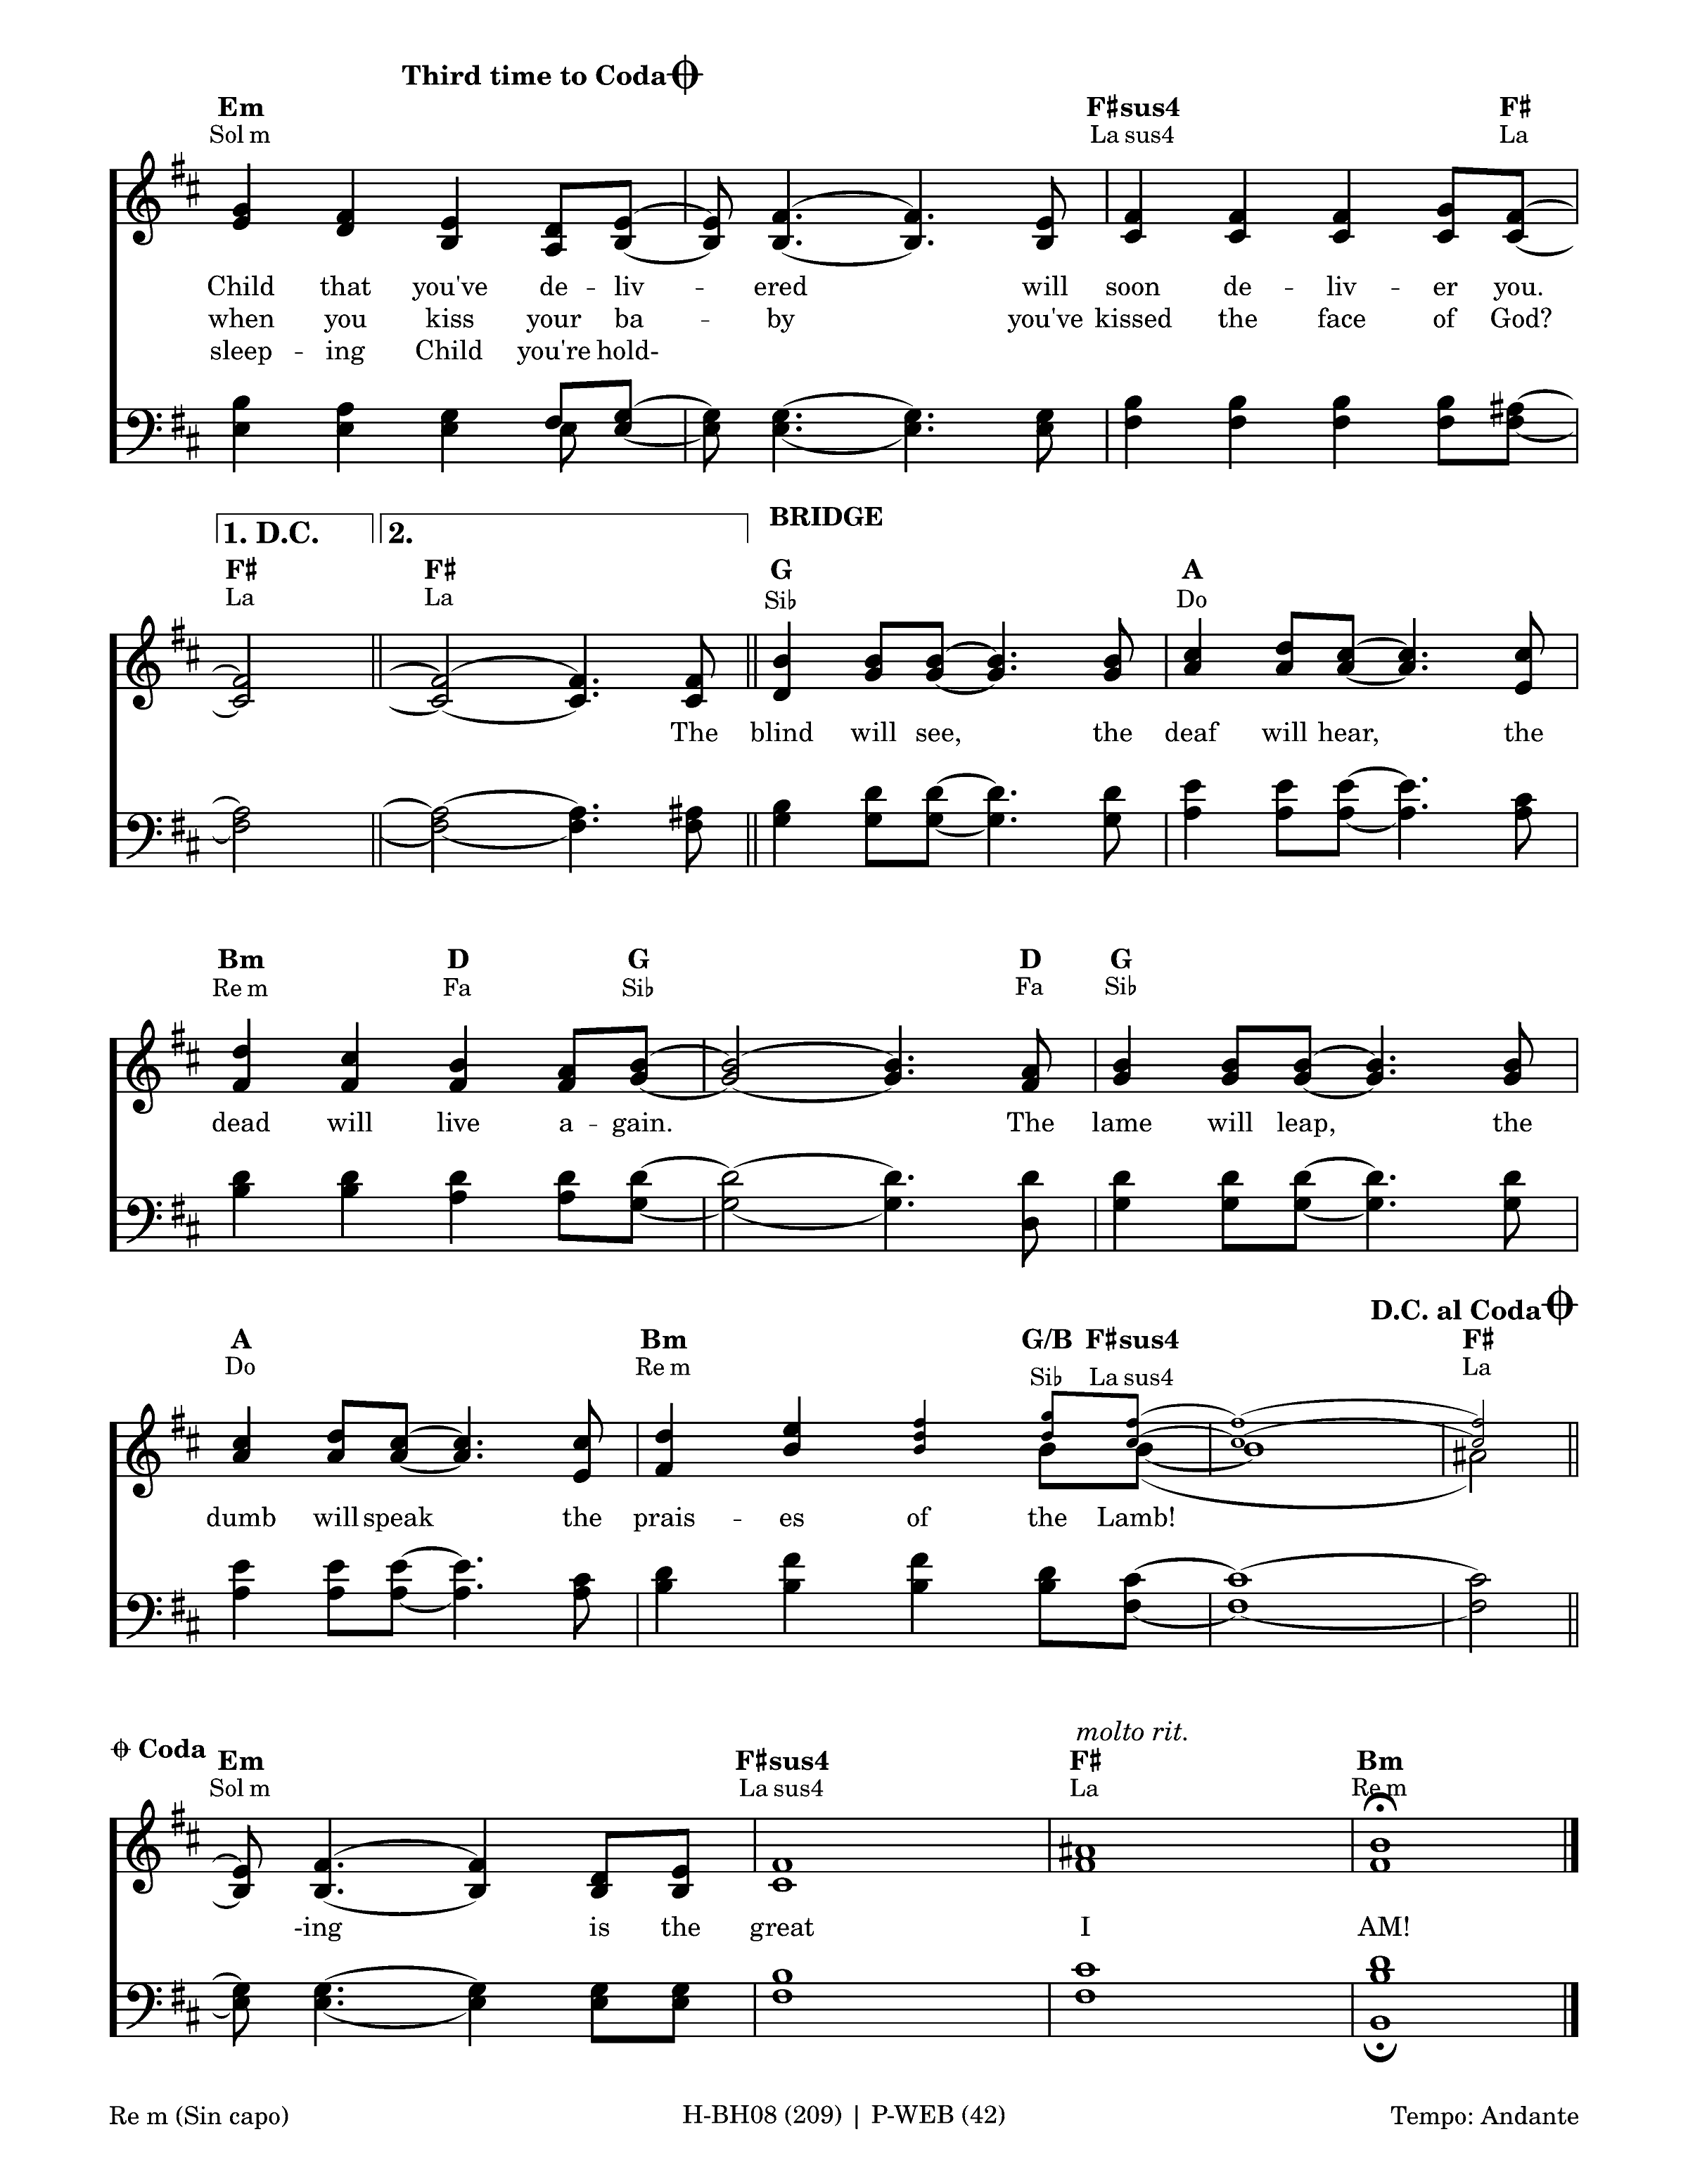 Third time to Coda
Em F♯sus4 F♯
Sol m La sus4 La
Child that you've de -- liv -- ered will soon de -- liv -- er you.
when you kiss your ba -- by you've kissed the face of God?
sleep -- ing Child you're hold-
1. D.C. 2. BRIDGE
F♯ F♯ G A
La La Si♭ Do
The blind will see, the deaf will hear, the
Bm D G D G
Re m Fa Si♭ Fa Si♭
dead will live a -- gain. The lame will leap, the
D.C. al Coda
A Bm G/B F♯sus4 F♯
Do Re m Si♭ La sus4 La
dumb will speak the prais -- es of the Lamb!
molto rit.
Coda
Em F♯sus4 F♯ Bm
Sol m La sus4 La Re m
-ing is the great I AM!
Re m (Sin capo) H-BH08 (209) | P-WEB (42) Tempo: Andante